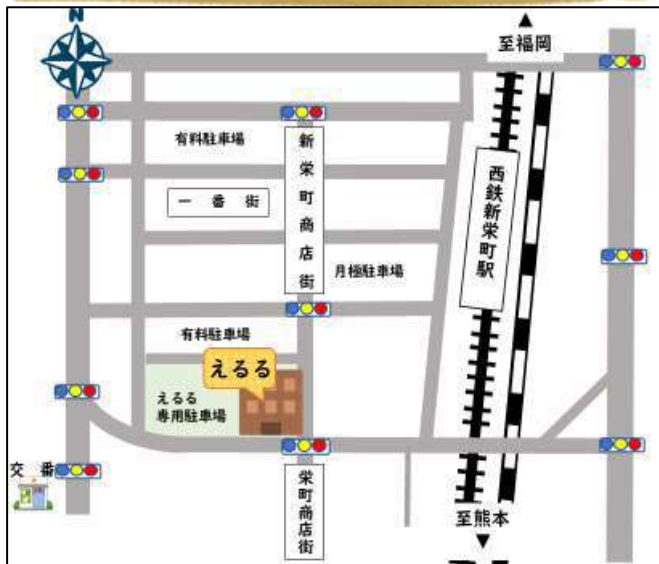 N
至福岡
有料駐車場
新栄町商店街
一番街
西鉄新栄町駅
月極駐車場
有料駐車場
えるる
えるる
専用駐車場
交番
栄町商店街
至熊本